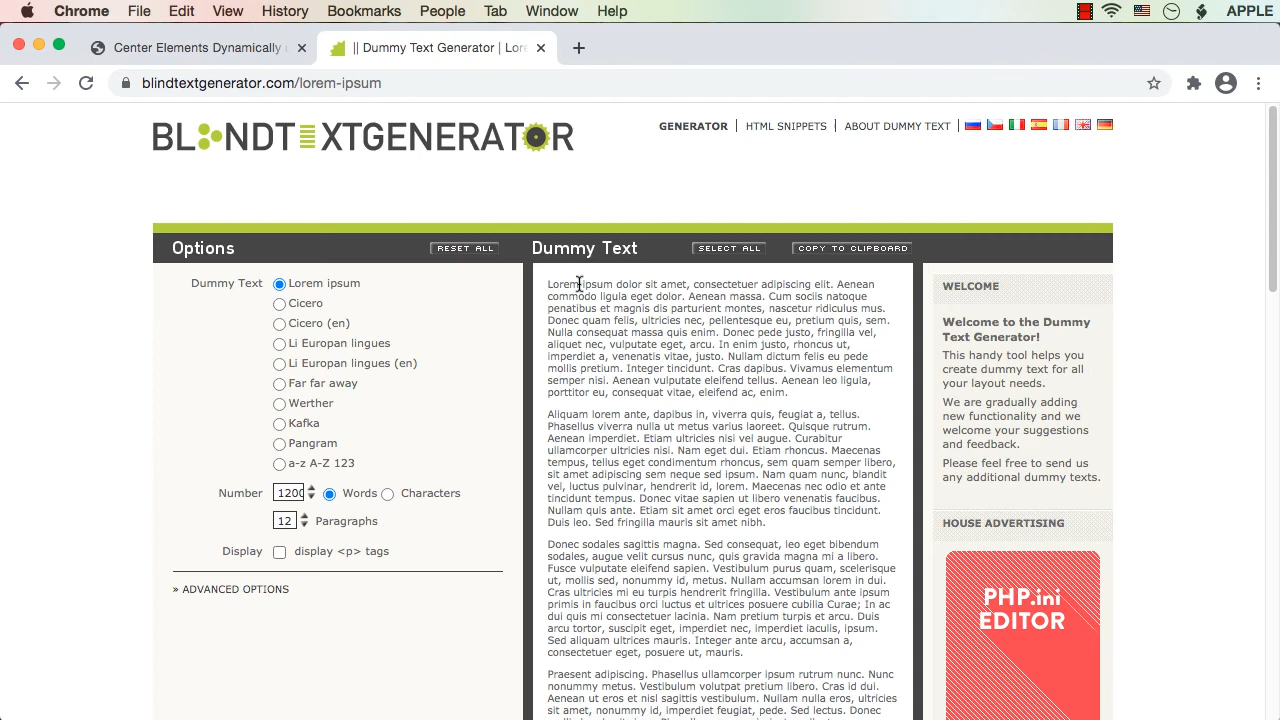 Chrome File Edit View History Bookmarks People Tab Window Help APPLE
Center Elements Dynamically
|| Dummy Text Generator | Lore
blindtextgenerator.com/lorem-ipsum
BLINDTEXTGENERATOR
GENERATOR | HTML SNIPPETS | ABOUT DUMMY TEXT |
Options
RESET ALL
Dummy Text Lorem ipsum
Cicero
Cicero (en)
Li Europan lingues
Li Europan lingues (en)
Far far away
Werther
Kafka
Pangram
a-z A-Z 123
Number 1200 Words Characters
12 Paragraphs
Display display <p> tags
» ADVANCED OPTIONS
Dummy Text
SELECT ALL
COPY TO CLIPBOARD
Lorem ipsum dolor sit amet, consectetuer adipiscing elit. Aenean
commodo ligula eget dolor. Aenean massa. Cum sociis natoque
penatibus et magnis dis parturient montes, nascetur ridiculus mus.
Donec quam felis, ultricies nec, pellentesque eu, pretium quis, sem.
Nulla consequat massa quis enim. Donec pede justo, fringilla vel,
aliquet nec, vulputate eget, arcu. In enim justo, rhoncus ut,
imperdiet a, venenatis vitae, justo. Nullam dictum felis eu pede
mollis pretium. Integer tincidunt. Cras dapibus. Vivamus elementum
semper nisi. Aenean vulputate eleifend tellus. Aenean leo ligula,
porttitor eu, consequat vitae, eleifend ac, enim.
Aliquam lorem ante, dapibus in, viverra quis, feugiat a, tellus.
Phasellus viverra nulla ut metus varius laoreet. Quisque rutrum.
Aenean imperdiet. Etiam ultricies nisi vel augue. Curabitur
ullamcorper ultricies nisi. Nam eget dui. Etiam rhoncus. Maecenas
tempus, tellus eget condimentum rhoncus, sem quam semper libero,
sit amet adipiscing sem neque sed ipsum. Nam quam nunc, blandit
vel, luctus pulvinar, hendrerit id, lorem. Maecenas nec odio et ante
tincidunt tempus. Donec vitae sapien ut libero venenatis faucibus.
Nullam quis ante. Etiam sit amet orci eget eros faucibus tincidunt.
Duis leo. Sed fringilla mauris sit amet nibh.
Donec sodales sagittis magna. Sed consequat, leo eget bibendum
sodales, augue velit cursus nunc, quis gravida magna mi a libero.
Fusce vulputate eleifend sapien. Vestibulum purus quam, scelerisque
ut, mollis sed, nonummy id, metus. Nullam accumsan lorem in dui.
Cras ultricies mi eu turpis hendrerit fringilla. Vestibulum ante ipsum
primis in faucibus orci luctus et ultrices posuere cubilia Curae; In ac
dui quis mi consectetuer lacinia. Nam pretium turpis et arcu. Duis
arcu tortor, suscipit eget, imperdiet nec, imperdiet iaculis, ipsum.
Sed aliquam ultrices mauris. Integer ante arcu, accumsan a,
consectetuer eget, posuere ut, mauris.
Praesent adipiscing. Phasellus ullamcorper ipsum rutrum nunc. Nunc
nonummy metus. Vestibulum volutpat pretium libero. Cras id dui.
Aenean ut eros et nisl sagittis vestibulum. Nullam nulla eros, ultricies
sit amet, nonummy id, imperdiet feugiat, pede. Sed lectus. Donec
WELCOME
Welcome to the Dummy
Text Generator!
This handy tool helps you
create dummy text for all
your layout needs.
We are gradually adding
new functionality and we
welcome your suggestions
and feedback.
Please feel free to send us
any additional dummy texts.
HOUSE ADVERTISING
PHP.ini
EDITOR